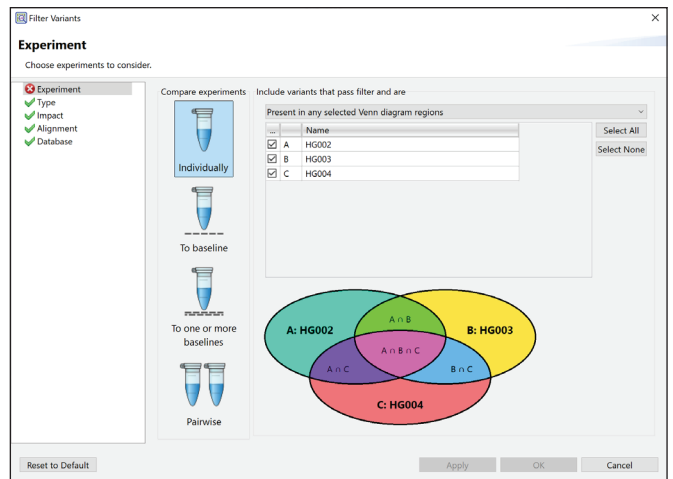 Filter Variants
Experiment
Choose experiments to consider.
Experiment
Type
Impact
Alignment
Database
Compare experiments
Individually
To baseline
To one or more
baselines
Pairwise
Include variants that pass filter and are
Present in any selected Venn diagram regions
... Name
A HG002
B HG003
C HG004
Select All
Select None
A: HG002
A ∩ B
B: HG003
A ∩ B ∩ C
A ∩ C
B ∩ C
C: HG004
Reset to Default
Apply
OK
Cancel